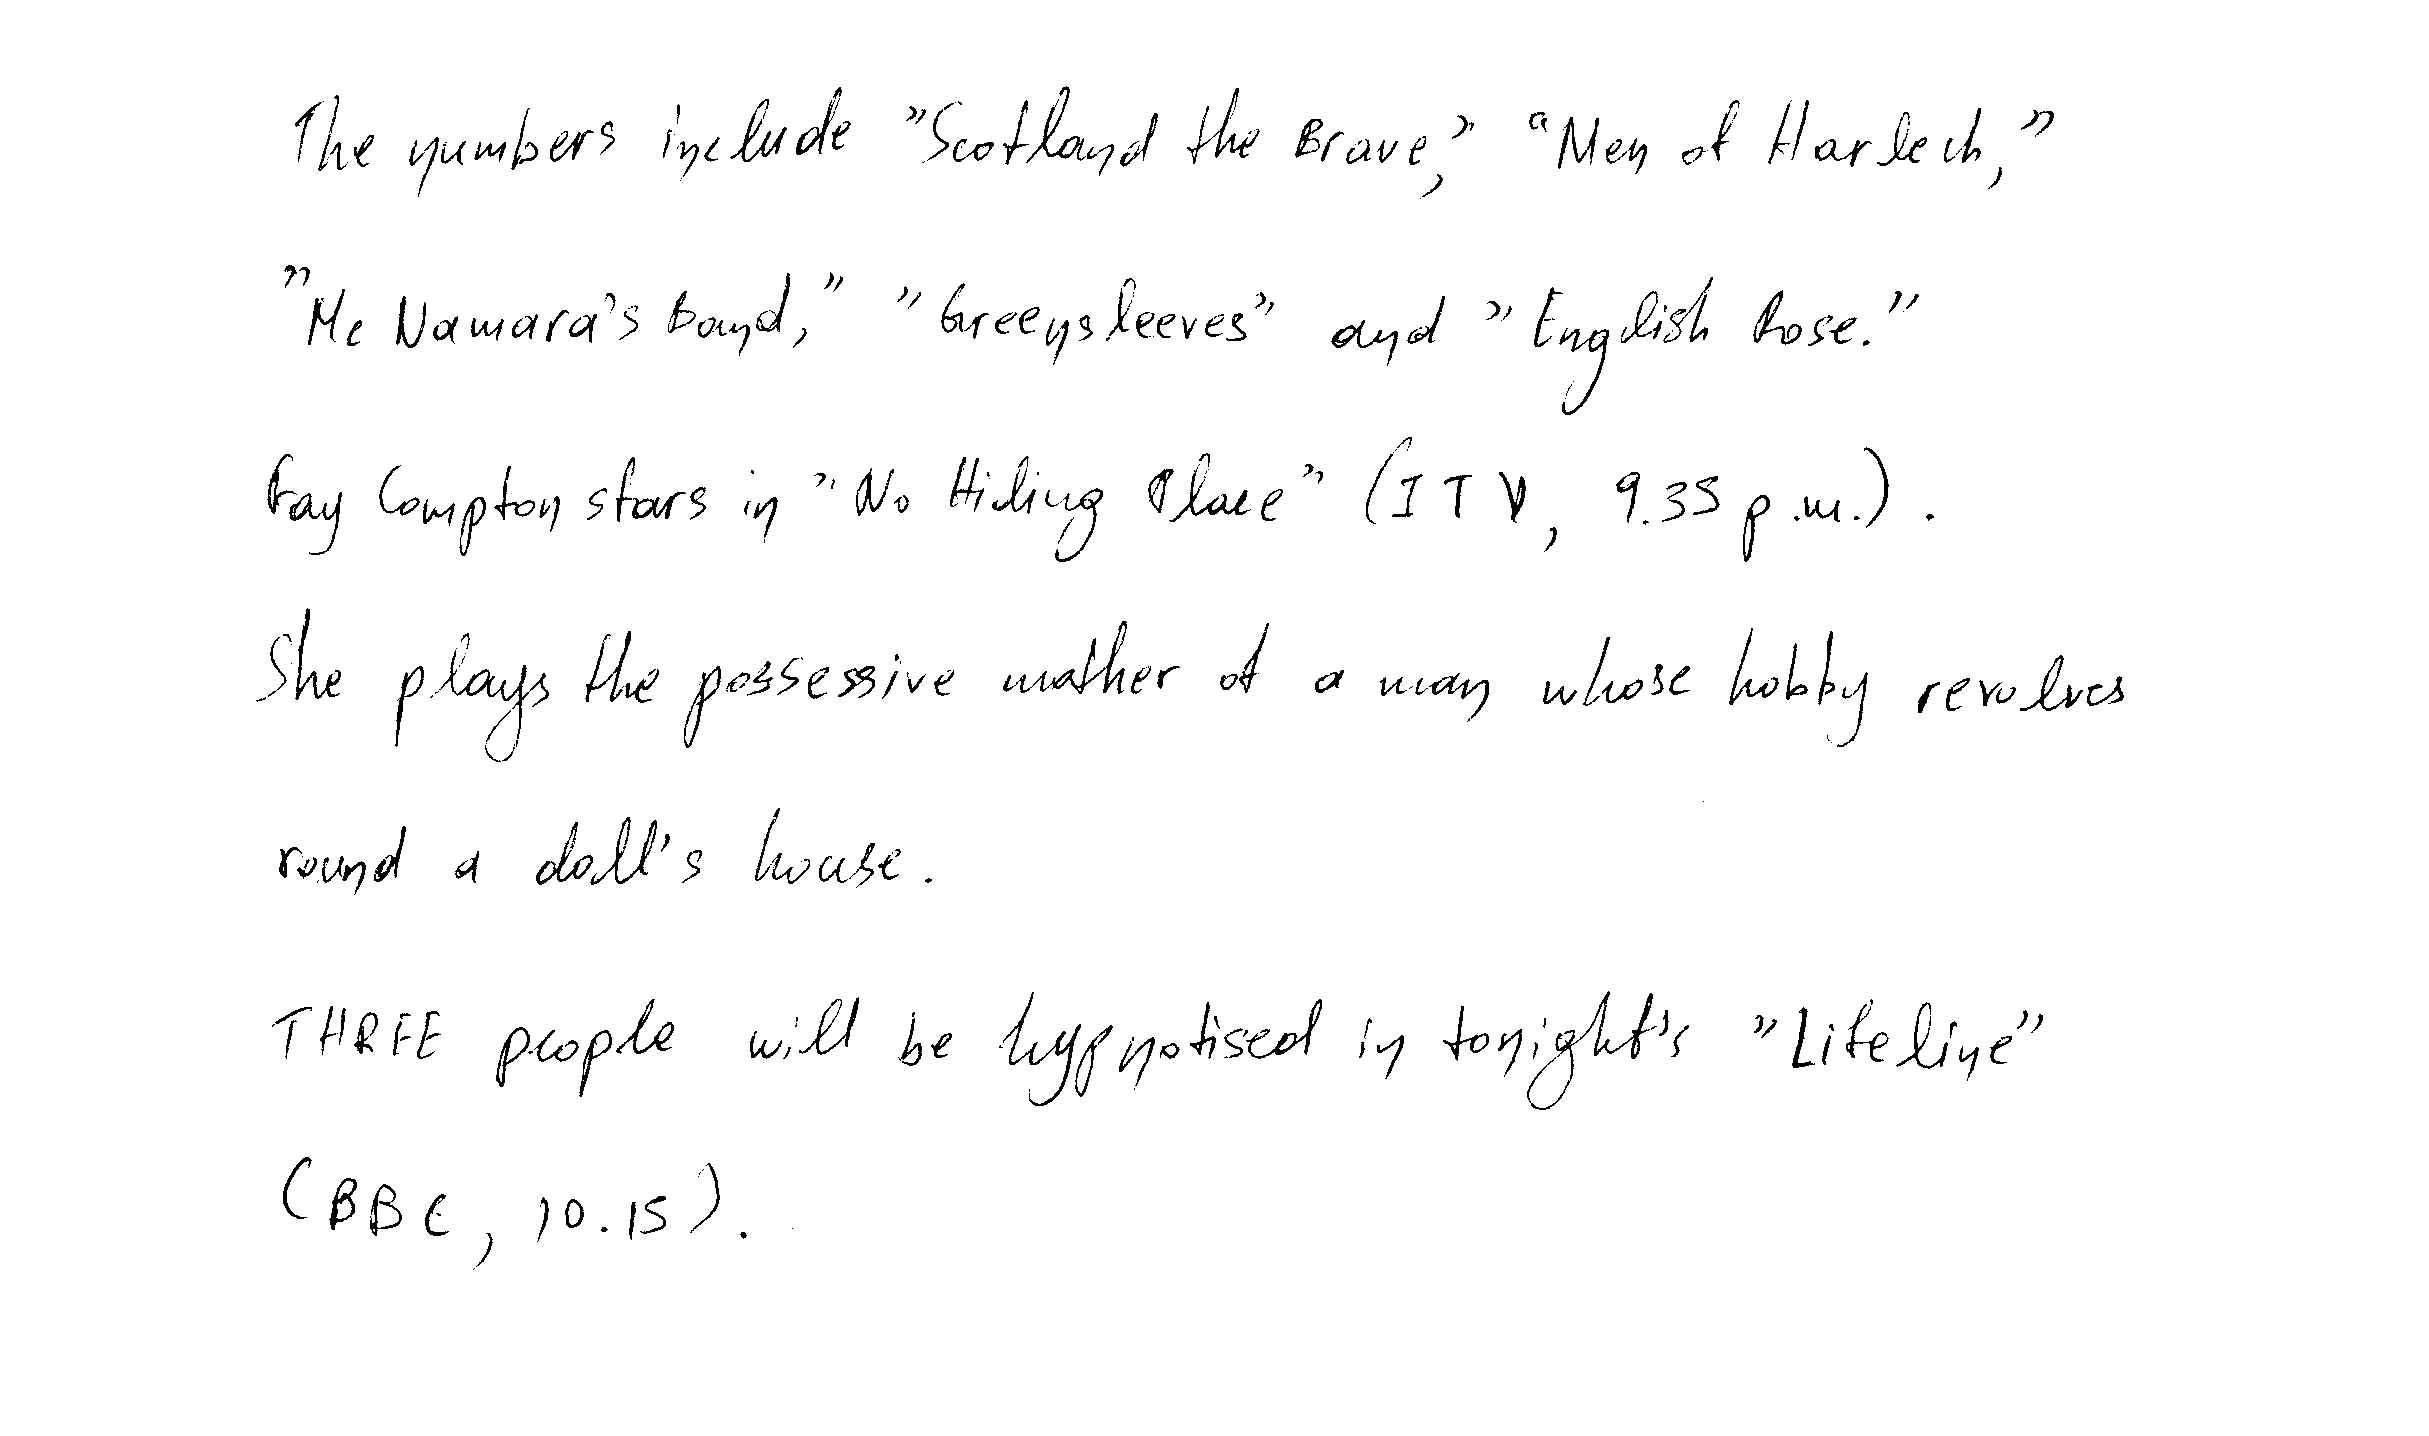 The numbers include "Scotland the Brave," "Men of Harlech,"
"Mc Namara's Band," "Greensleeves" and "English Rose."
Fay Compton stars in "No Hiding Place" (ITV, 9.35 p.m.).
She plays the possessive mother of a man whose hobby revolves
round a doll's house.
THREE people will be hypnotised in tonight's "Lifeline"
(BBC, 10.15).